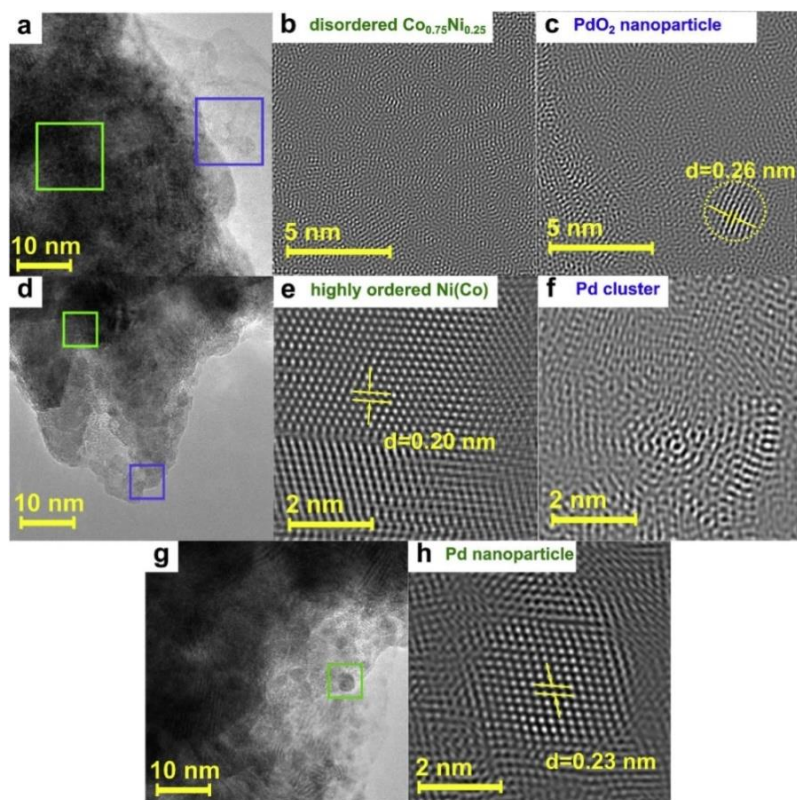 a
10 nm
b
disordered Co0.75Ni0.25
5 nm
c
PdO2 nanoparticle
d=0.26 nm
5 nm
d
10 nm
e
highly ordered Ni(Co)
d=0.20 nm
2 nm
f
Pd cluster
2 nm
g
10 nm
h
Pd nanoparticle
d=0.23 nm
2 nm